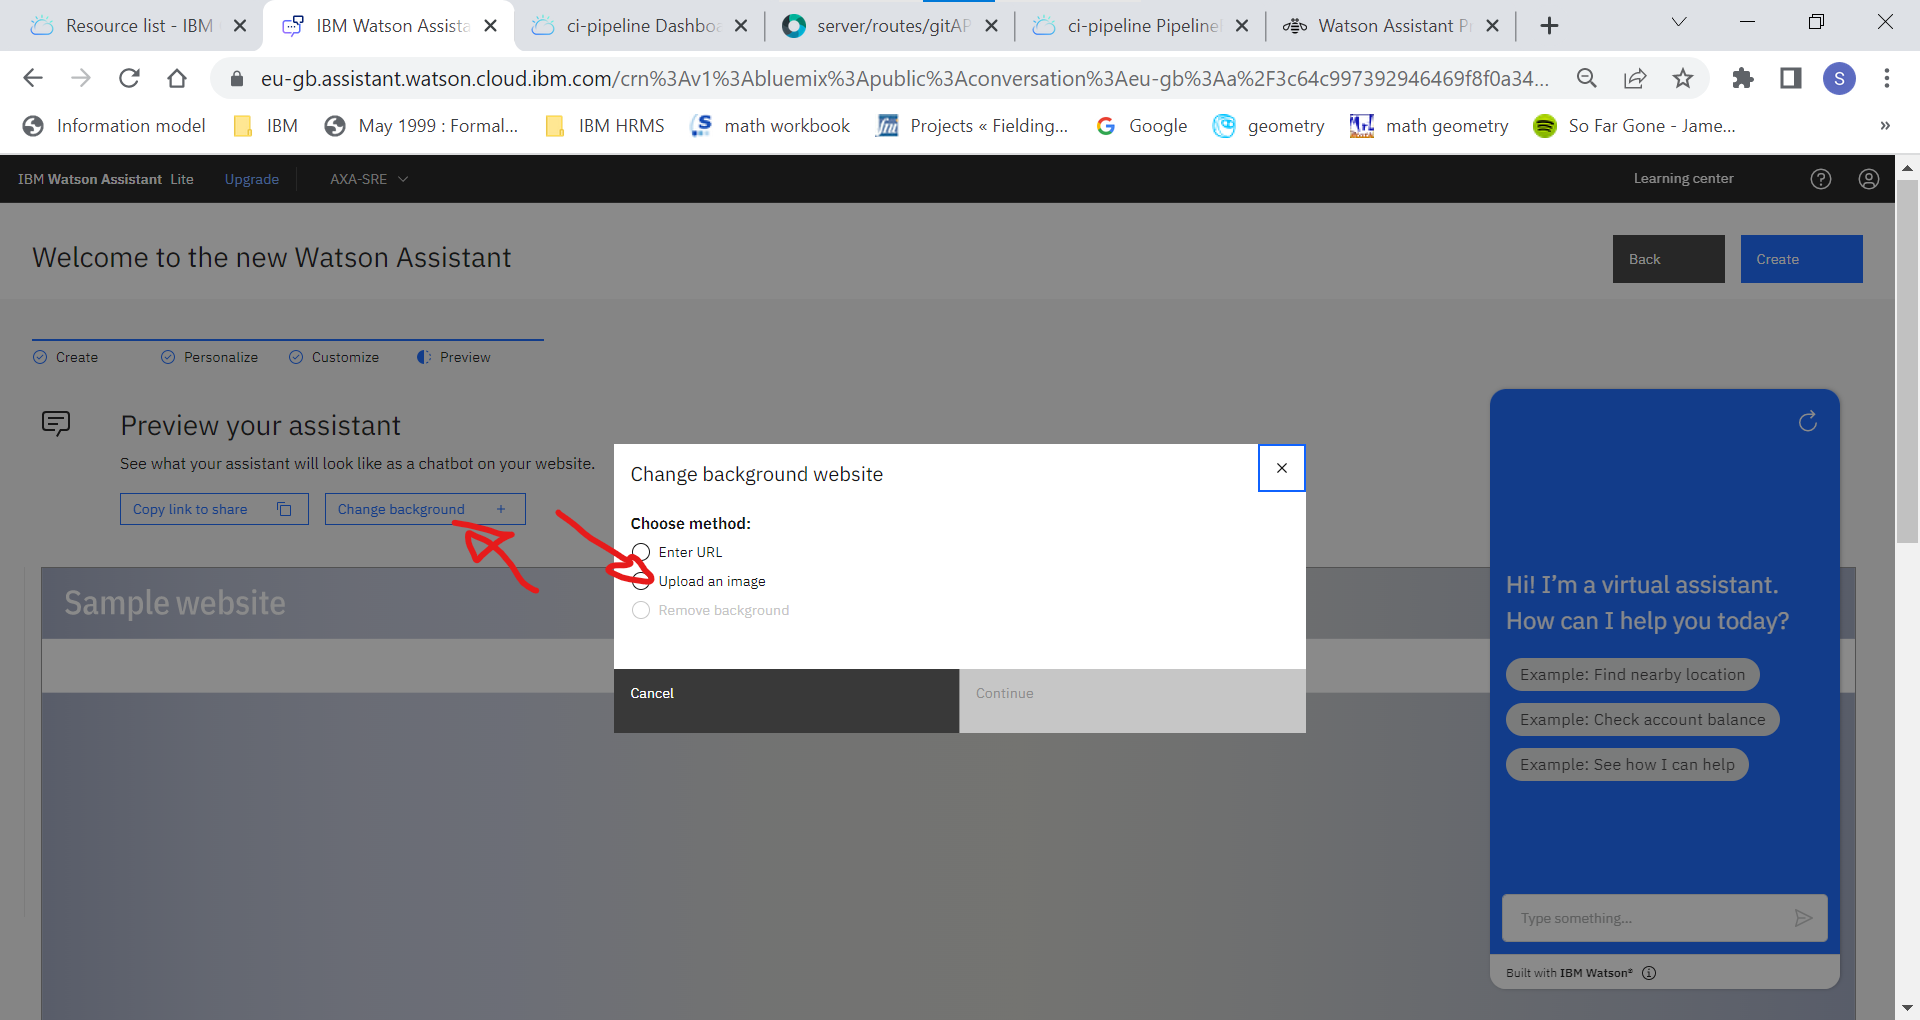 Resource list - IBM
IBM Watson Assista
ci-pipeline Dashbo
server/routes/gitAP
ci-pipeline Pipeline
Watson Assistant P
eu-gb.assistant.watson.cloud.ibm.com/crn%3Av1%3Abluemix%3Apublic%3Aconversation%3Aeu-gb%3Aa%2F3c64c997392946469f8f0a34...
S
Information model
IBM
May 1999 : Formal...
IBM HRMS
math workbook
Projects « Fielding...
Google
geometry
math geometry
So Far Gone - Jame...
»
IBM Watson Assistant Lite
Upgrade
AXA-SRE
Learning center
Welcome to the new Watson Assistant
Back
Create
Create
Personalize
Customize
Preview
Preview your assistant
See what your assistant will look like as a chatbot on your website.
Copy link to share
Change background +
Change background website
Choose method:
Enter URL
Upload an image
Remove background
Cancel
Continue
Sample website
Hi! I'm a virtual assistant.
How can I help you today?
Example: Find nearby location
Example: Check account balance
Example: See how I can help
Type something...
Built with IBM Watson®